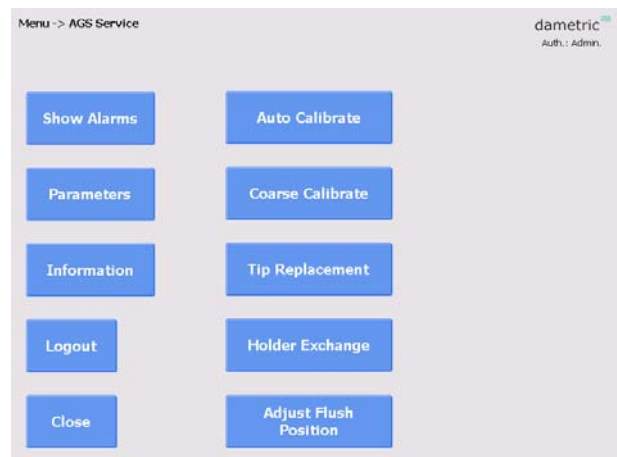 Menu -> AGS Service
dametric
Auth.: Admin.
Show Alarms
Auto Calibrate
Parameters
Coarse Calibrate
Information
Tip Replacement
Logout
Holder Exchange
Close
Adjust Flush
Position